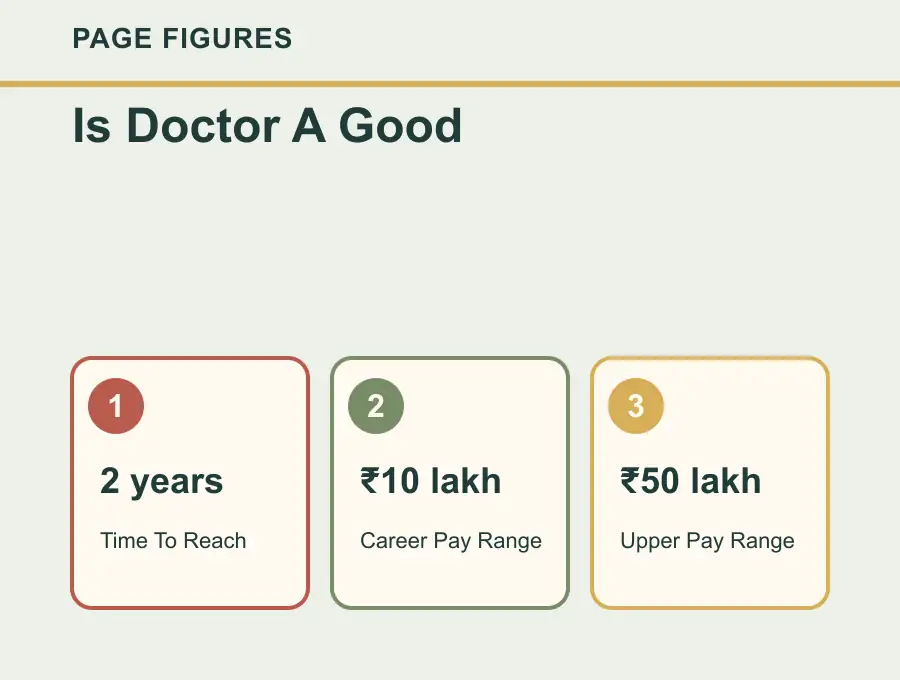 PAGE FIGURES
Is Doctor A Good
1
2
3
2 years
₹10 lakh
₹50 lakh
Time To Reach
Career Pay Range
Upper Pay Range